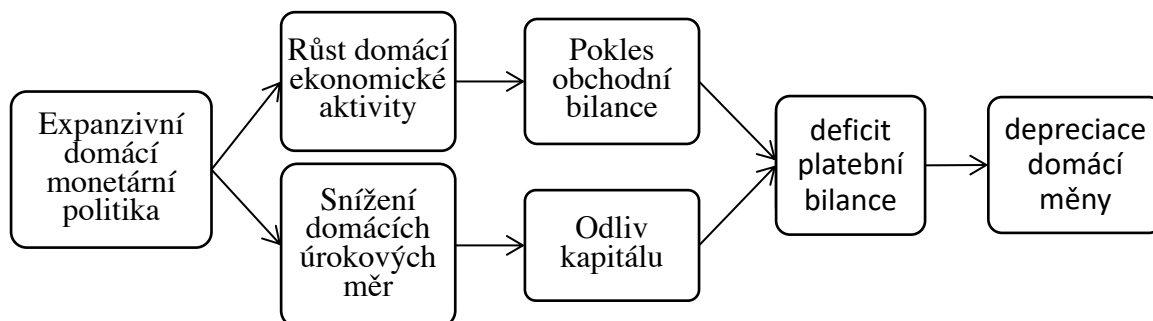 Expanzivní
domácí
monetární
politika
Růst domácí
ekonomické
aktivity
Pokles
obchodní
bilance
Snížení
domácích
úrokových
měr
Odliv
kapitálu
deficit
platební
bilance
depreciace
domácí
měny